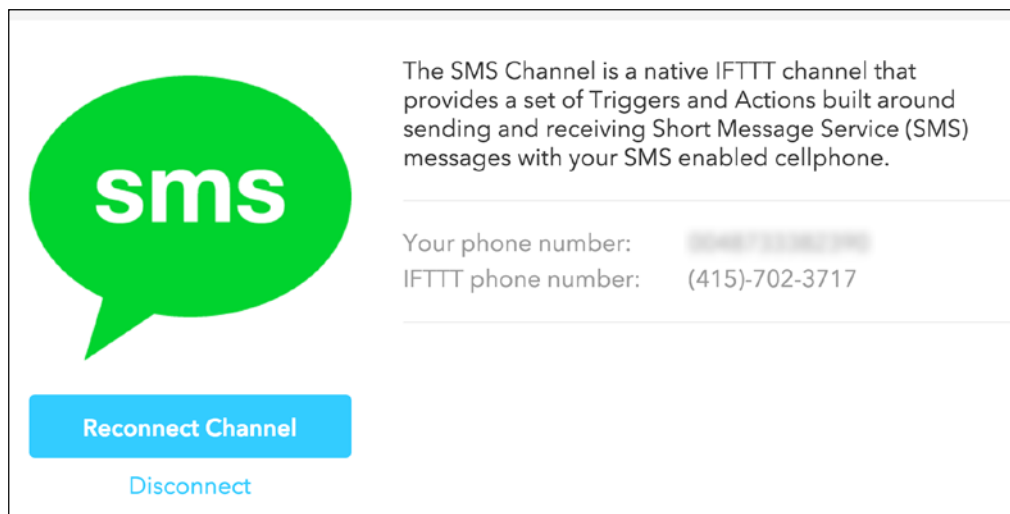 sms
Reconnect Channel
Disconnect
The SMS Channel is a native IFTTT channel that
provides a set of Triggers and Actions built around
sending and receiving Short Message Service (SMS)
messages with your SMS enabled cellphone.
Your phone number:
IFTTT phone number: (415)-702-3717